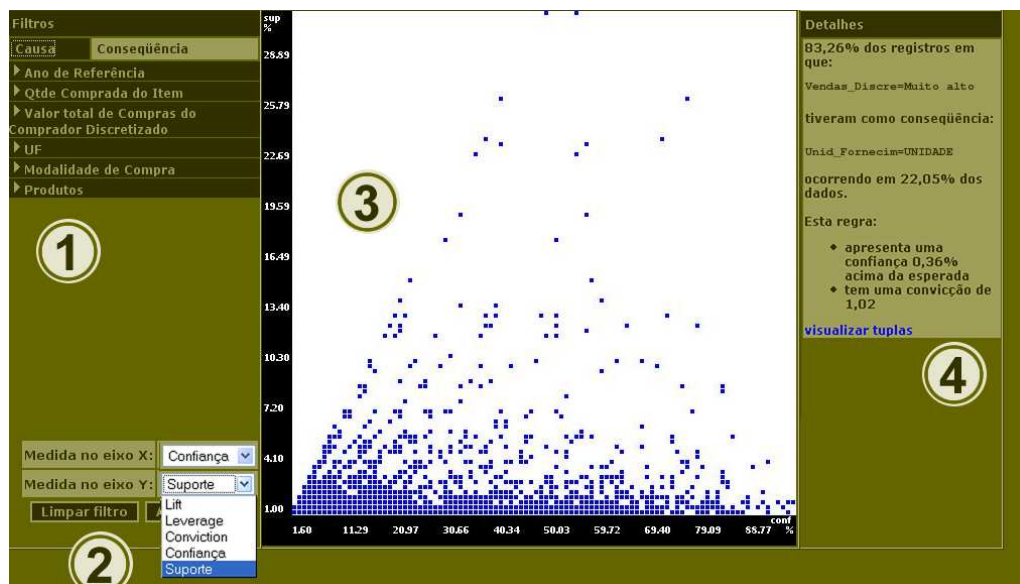 Filtros
Causa
Conseqüência
Ano de Referência
Qtde Comprada do Item
Valor total de Compras do
Comprador Discretizado
UF
Modalidade de Compra
Produtos
1
Medida no eixo X:
Confiança
Medida no eixo Y:
Suporte
Lift
Leverage
Conviction
Confiança
Suporte
Limpar filtro
A
2
sup
%
28.89
25.79
22.69
19.59
16.49
13.40
10.30
7.20
4.10
1.00
3
1.60 11.29 20.97 30.66 40.34 50.03 59.72 69.40 79.09 88.77
conf
%
Detalhes
83,26% dos registros em
que:
Vendas_Discre=Muito alto
tiveram como conseqüência:
Unid_Fornecim=UNIDADE
ocorrendo em 22,05% dos
dados.
Esta regra:
apresenta uma
confiança 0,36%
acima da esperada
tem uma convicção de
1,02
visualizar tuplas
4